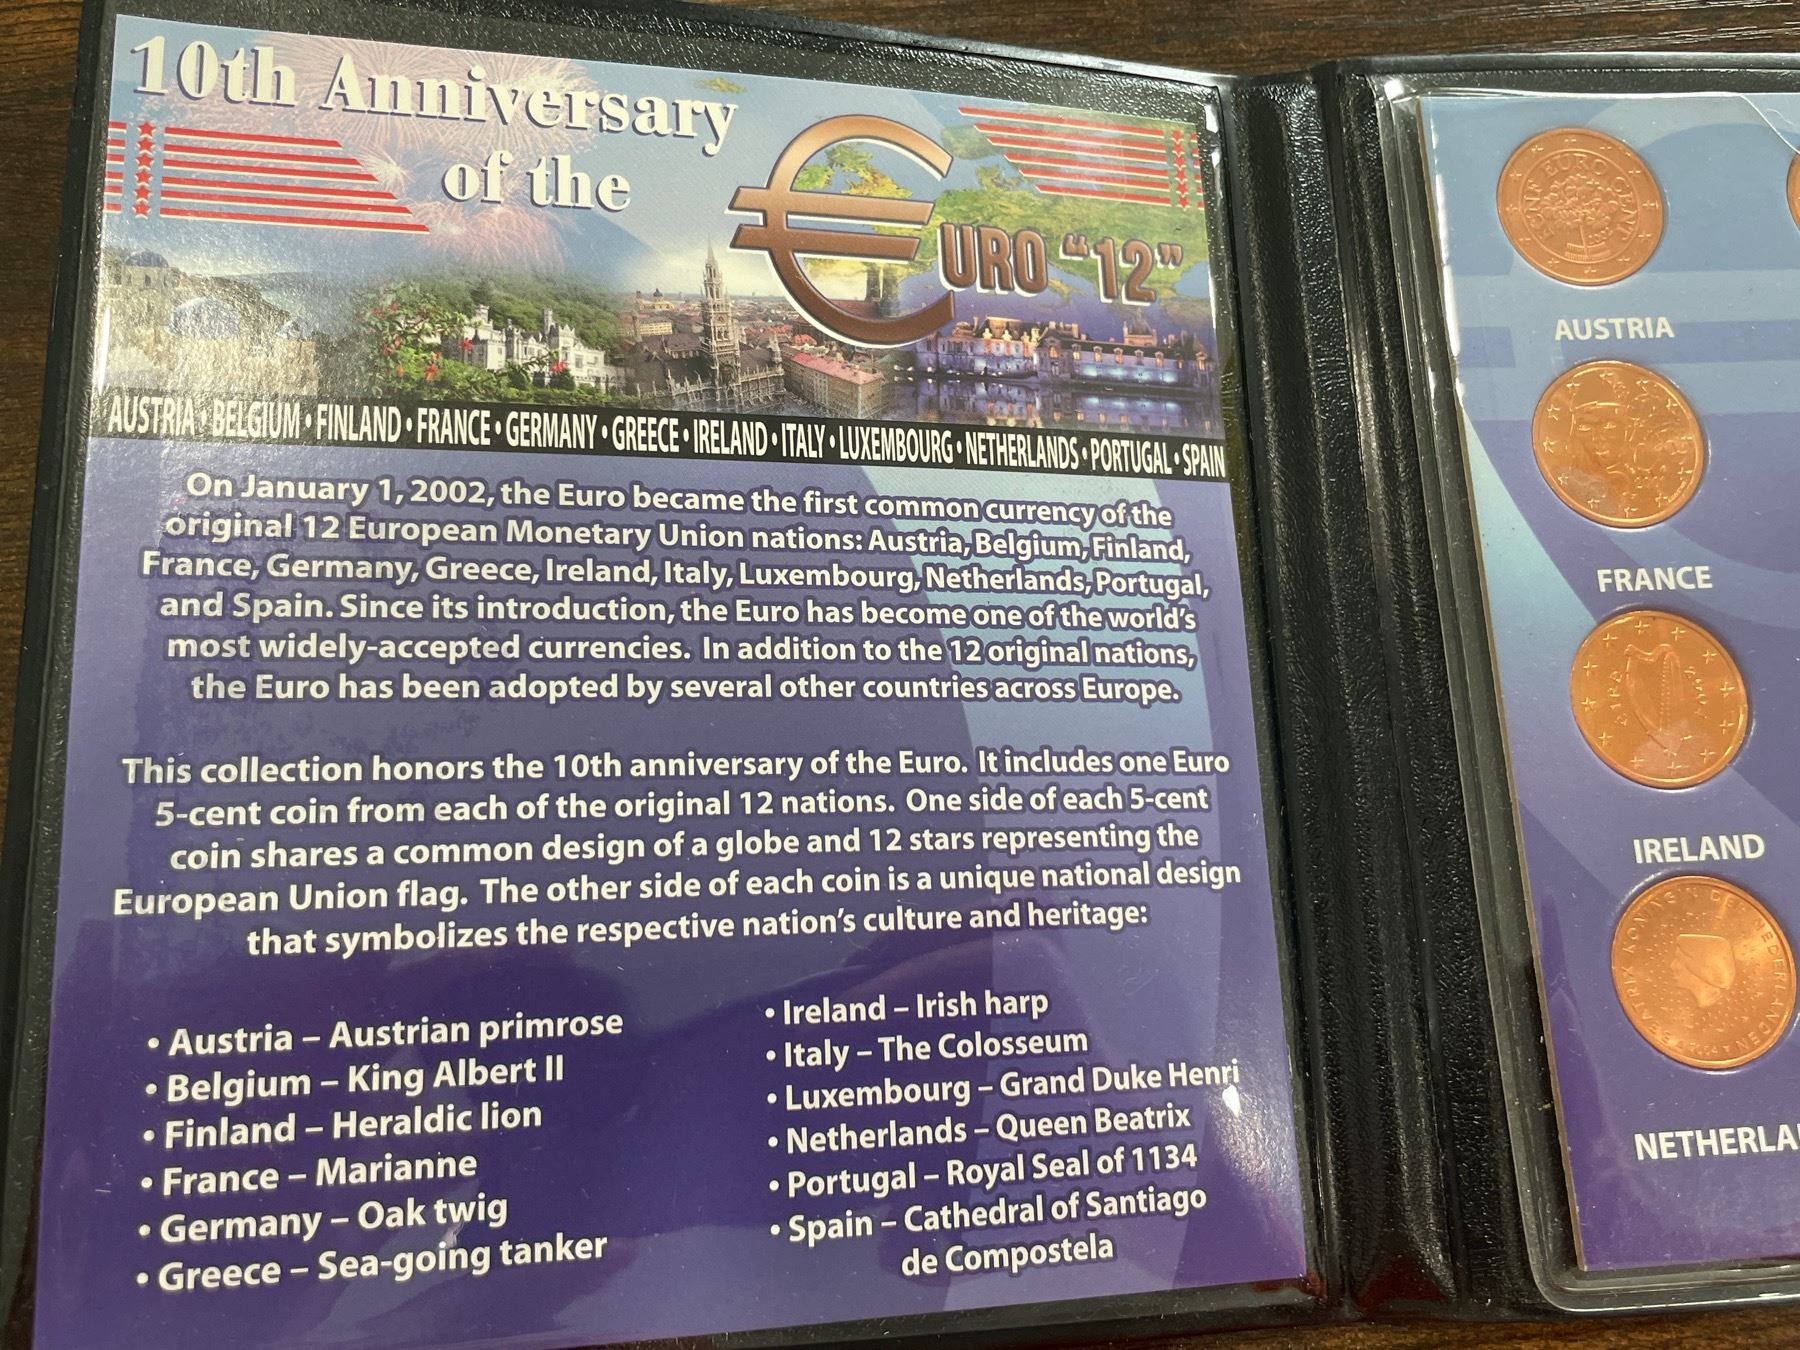 10th Anniversary
of the
€URO “12”
AUSTRIA • BELGIUM • FINLAND • FRANCE • GERMANY • GREECE • IRELAND • ITALY • LUXEMBOURG • NETHERLANDS • PORTUGAL • SPAIN
On January 1, 2002, the Euro became the first common currency of the
original 12 European Monetary Union nations: Austria, Belgium, Finland,
France, Germany, Greece, Ireland, Italy, Luxembourg, Netherlands, Portugal,
and Spain. Since its introduction, the Euro has become one of the world’s
most widely-accepted currencies. In addition to the 12 original nations,
the Euro has been adopted by several other countries across Europe.
This collection honors the 10th anniversary of the Euro. It includes one Euro
5-cent coin from each of the original 12 nations. One side of each 5-cent
coin shares a common design of a globe and 12 stars representing the
European Union flag. The other side of each coin is a unique national design
that symbolizes the respective nation’s culture and heritage:
• Austria – Austrian primrose
• Belgium – King Albert II
• Finland – Heraldic lion
• France – Marianne
• Germany – Oak twig
• Greece – Sea-going tanker
• Ireland – Irish harp
• Italy – The Colosseum
• Luxembourg – Grand Duke Henri
• Netherlands – Queen Beatrix
• Portugal – Royal Seal of 1134
• Spain – Cathedral of Santiago
de Compostela
FÜNF EURO CENT
AUSTRIA
FRANCE
ÉIRE
IRELAND
BEATRIX KONINGIN DER NEDERLANDEN
NETHERLA